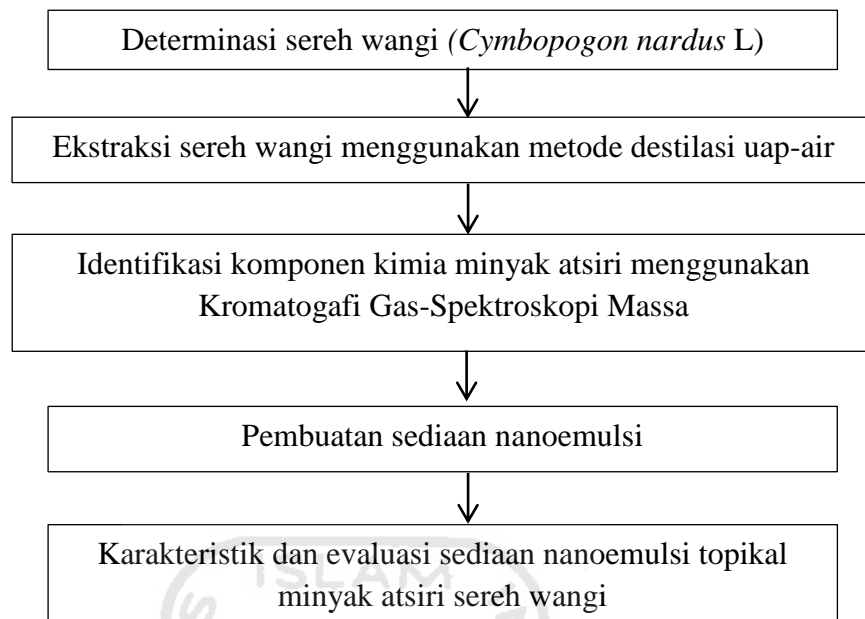 Determinasi sereh wangi (Cymbopogon nardus L)
Ekstraksi sereh wangi menggunakan metode destilasi uap-air
Identifikasi komponen kimia minyak atsiri menggunakan
Kromatogafi Gas-Spektroskopi Massa
Pembuatan sediaan nanoemulsi
Karakteristik dan evaluasi sediaan nanoemulsi topikal
minyak atsiri sereh wangi
ISLAM